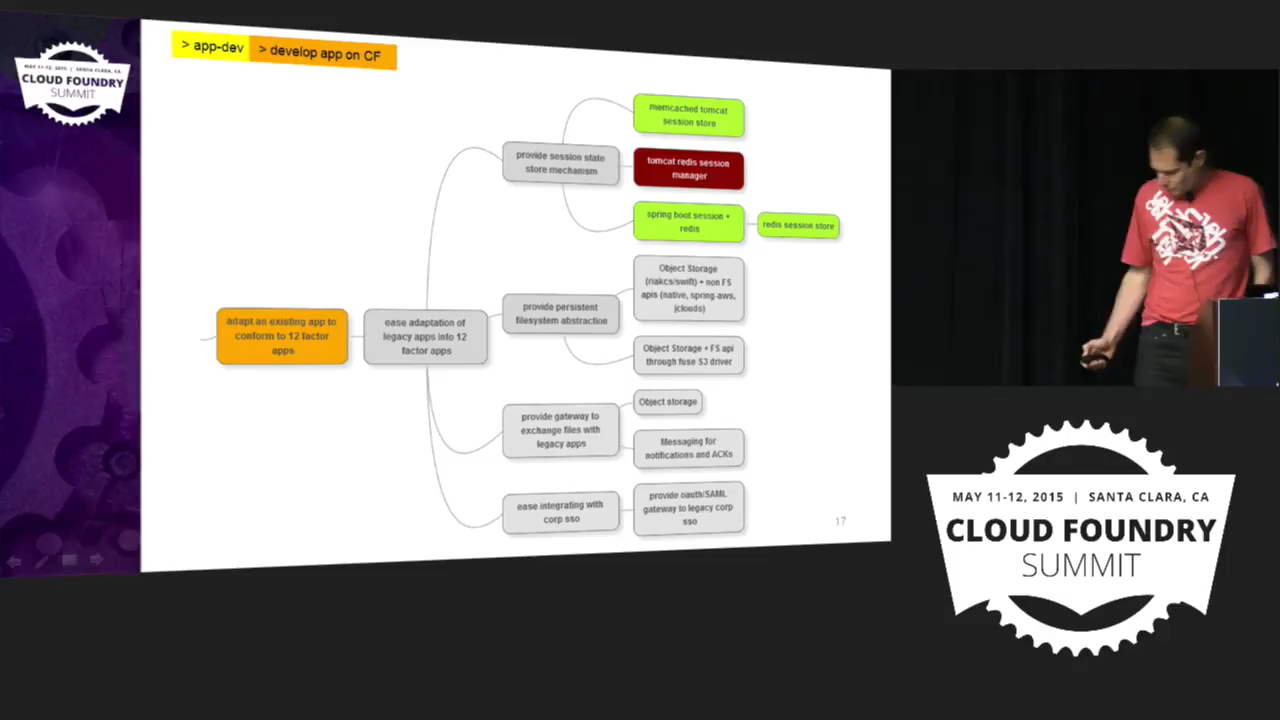 > app-dev > develop app on CF
MAY 11-12, 2015 | SANTA CLARA, CA
CLOUD FOUNDRY
SUMMIT
memcached tomcat
session store
provide session state
store mechanism
tomcat redis session
manager
spring boot session +
redis
redis session store
Object Storage
(riakcs/swift) + non FS
apis (native, spring-aws,
jclouds)
provide persistent
filesystem abstraction
adapt an existing app to
conform to 12 factor
apps
ease adaptation of
legacy apps into 12
factor apps
Object Storage + FS api
through fuse S3 driver
Object storage
provide gateway to
exchange files with
legacy apps
Messaging for
notifications and ACKs
ease integrating with
corp sso
provide oauth/SAML
gateway to legacy corp
sso
17
MAY 11-12, 2015 | SANTA CLARA, CA
CLOUD FOUNDRY
SUMMIT